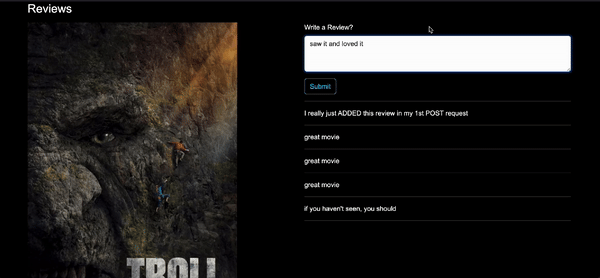 Reviews
Write a Review?
saw it and loved it
Submit
I really just ADDED this review in my 1st POST request
great movie
great movie
great movie
if you haven't seen, you should
TROLL